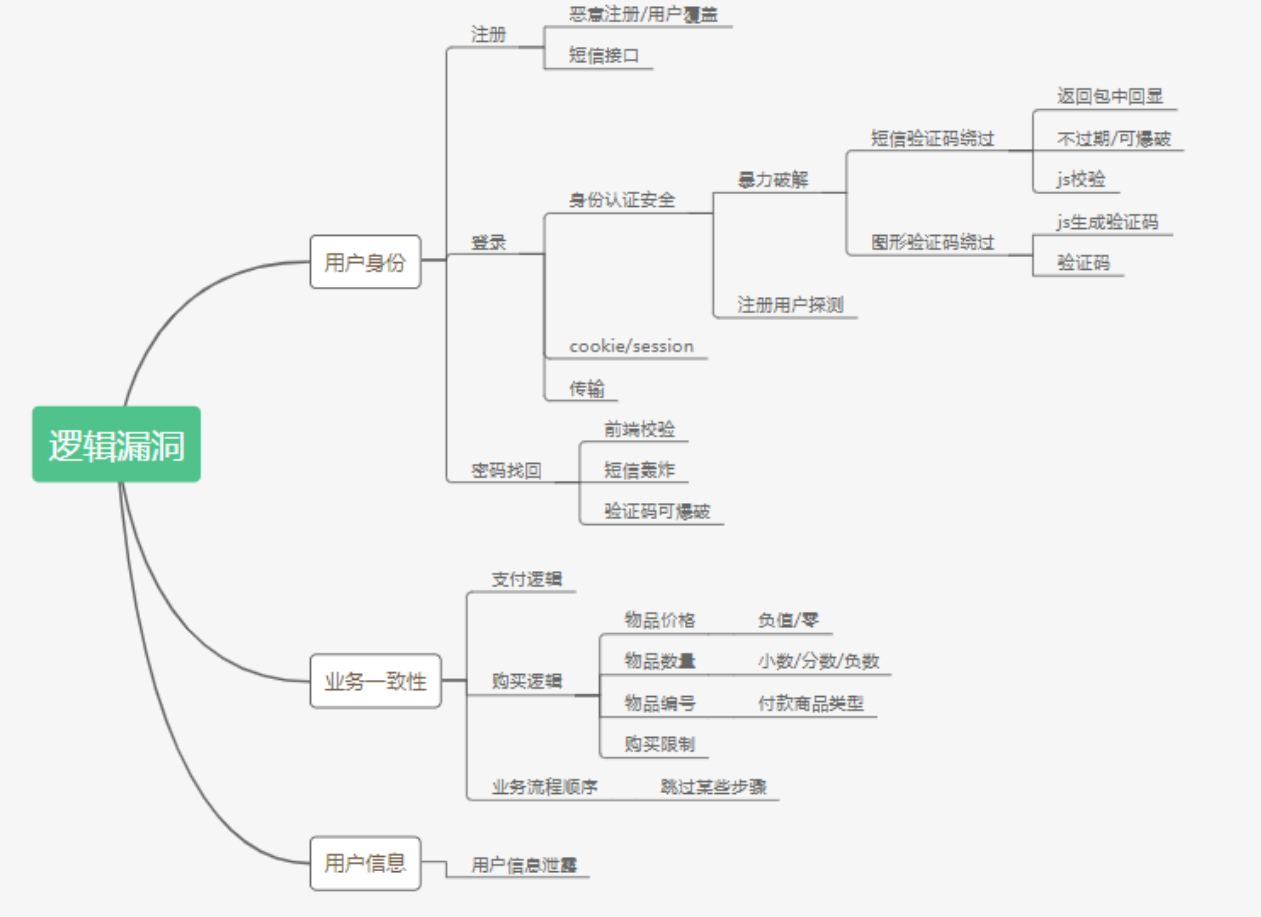 逻辑漏洞
用户身份
注册
恶意注册/用户覆盖
短信接口
登录
身份认证安全
暴力破解
短信验证码绕过
返回包中回显
不过期/可爆破
js校验
图形验证码绕过
js生成验证码
验证码
注册用户探测
cookie/session
传输
密码找回
前端校验
短信轰炸
验证码可爆破
业务一致性
支付逻辑
购买逻辑
物品价格
负值/零
物品数量
小数/分数/负数
物品编号
付款商品类型
购买限制
业务流程顺序
跳过某些步骤
用户信息
用户信息泄露